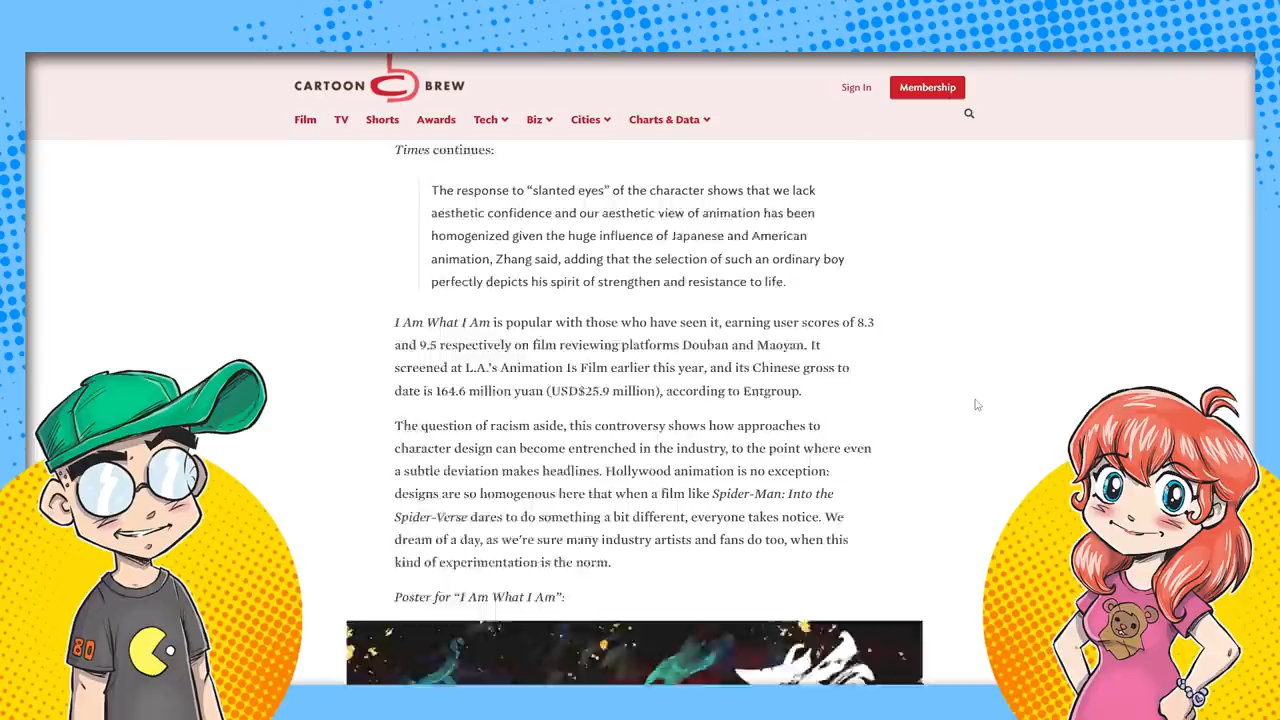 CARTOON BREW
Sign In
Membership
Film TV Shorts Awards Tech Biz Cities Charts & Data
Times continues:
The response to “slanted eyes” of the character shows that we lack
aesthetic confidence and our aesthetic view of animation has been
homogenized given the huge influence of Japanese and American
animation, Zhang said, adding that the selection of such an ordinary boy
perfectly depicts his spirit of strengthen and resistance to life.
I Am What I Am is popular with those who have seen it, earning user scores of 8.3
and 9.5 respectively on film reviewing platforms Douban and Maoyan. It
screened at L.A.’s Animation Is Film earlier this year, and its Chinese gross to
date is 164.6 million yuan (USD$25.9 million), according to Entgroup.
The question of racism aside, this controversy shows how approaches to
character design can become entrenched in the industry, to the point where even
a subtle deviation makes headlines. Hollywood animation is no exception:
designs are so homogenous here that when a film like Spider-Man: Into the
Spider-Verse dares to do something a bit different, everyone takes notice. We
dream of a day, as we’re sure many industry artists and fans do too, when this
kind of experimentation is the norm.
Poster for “I Am What I Am”:
80